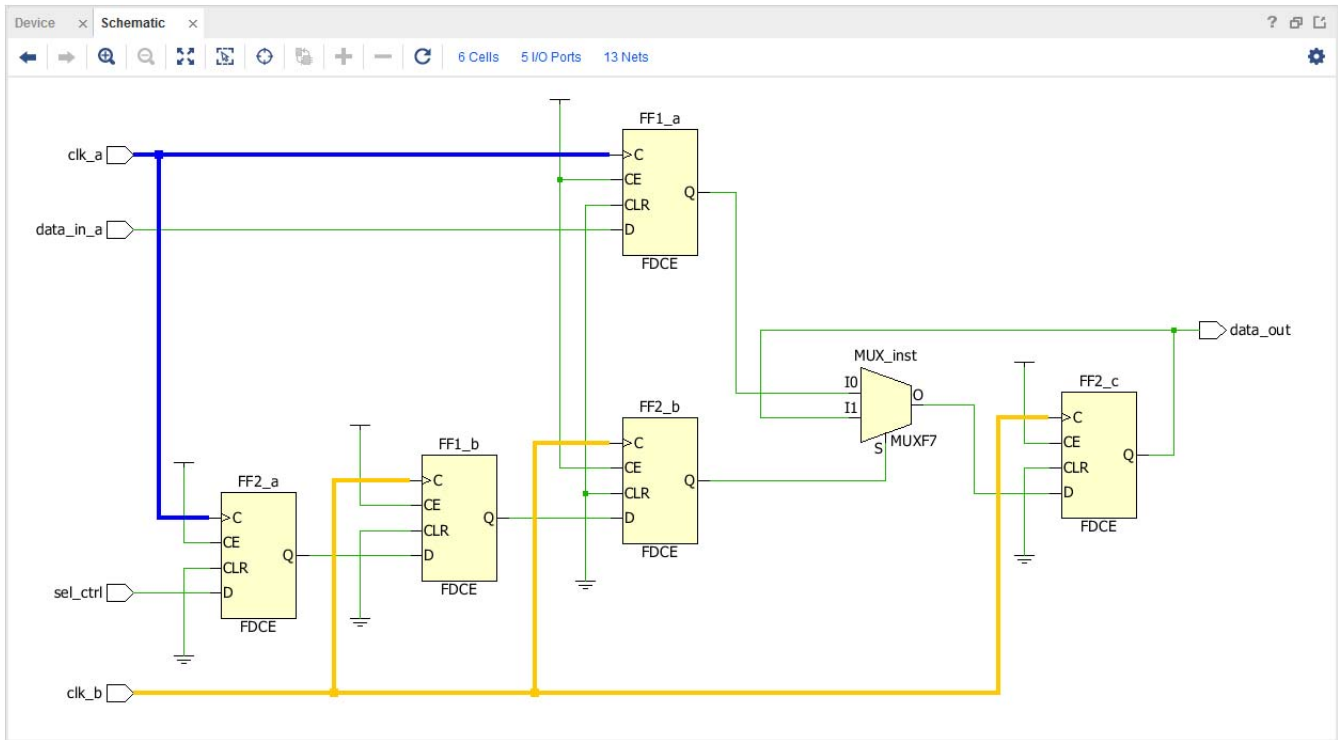 Device × Schematic ×
?
6 Cells 5 I/O Ports 13 Nets
FF1_a
clk_a
C
CE
Q
CLR
data_in_a
D
FDCE
data_out
MUX_inst
FF2_c
I0
O
FF2_b
I1
C
MUXF7
FF1_b
C
S
CE
CE
Q
CLR
FF2_a
C
CLR
Q
D
CE
D
FDCE
C
CLR
Q
FDCE
CE
D
Q
CLR
FDCE
sel_ctrl
D
FDCE
clk_b